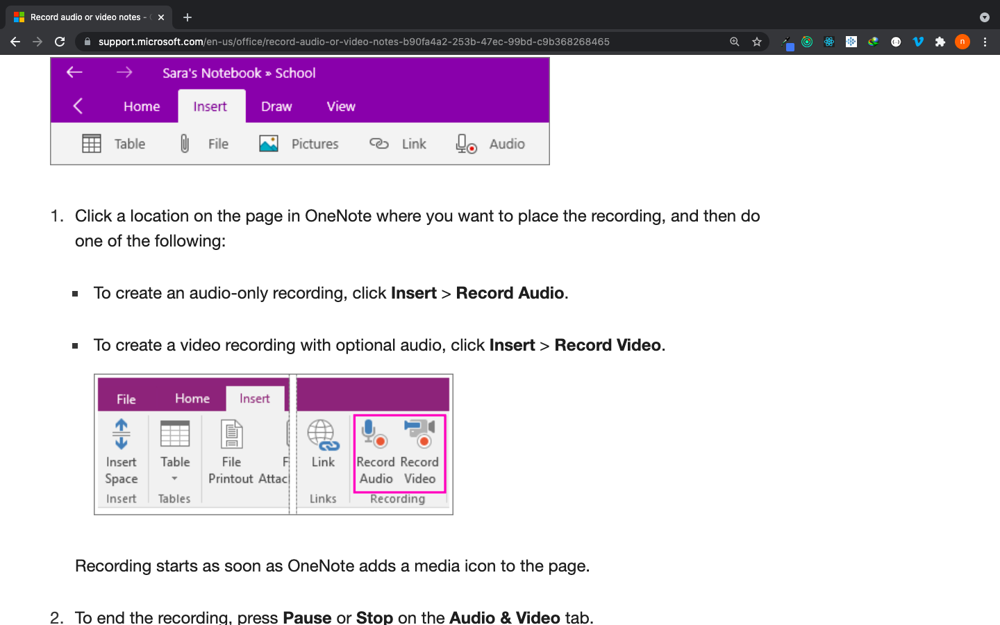 Record audio or video notes -
support.microsoft.com/en-us/office/record-audio-or-video-notes-b90fa4a2-253b-47ec-99bd-c9b368268465
n
Sara's Notebook » School
Home Insert Draw View
Table File Pictures Link Audio
1. Click a location on the page in OneNote where you want to place the recording, and then do
one of the following:
▪ To create an audio-only recording, click Insert > Record Audio.
▪ To create a video recording with optional audio, click Insert > Record Video.
File Home Insert
Insert Table File F Link Record Record
Space Printout Attac Audio Video
Insert Tables Links Recording
Recording starts as soon as OneNote adds a media icon to the page.
2. To end the recording, press Pause or Stop on the Audio & Video tab.